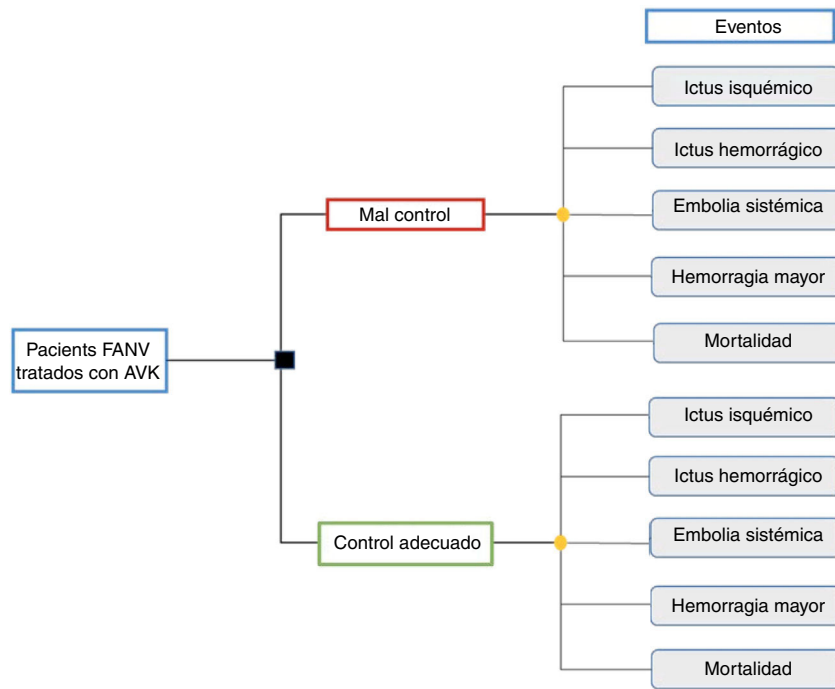 Eventos
Ictus isquémico
Ictus hemorrágico
Mal control
Embolia sistémica
Hemorragia mayor
Mortalidad
Pacients FANV
tratados con AVK
Ictus isquémico
Ictus hemorrágico
Control adecuado
Embolia sistémica
Hemorragia mayor
Mortalidad